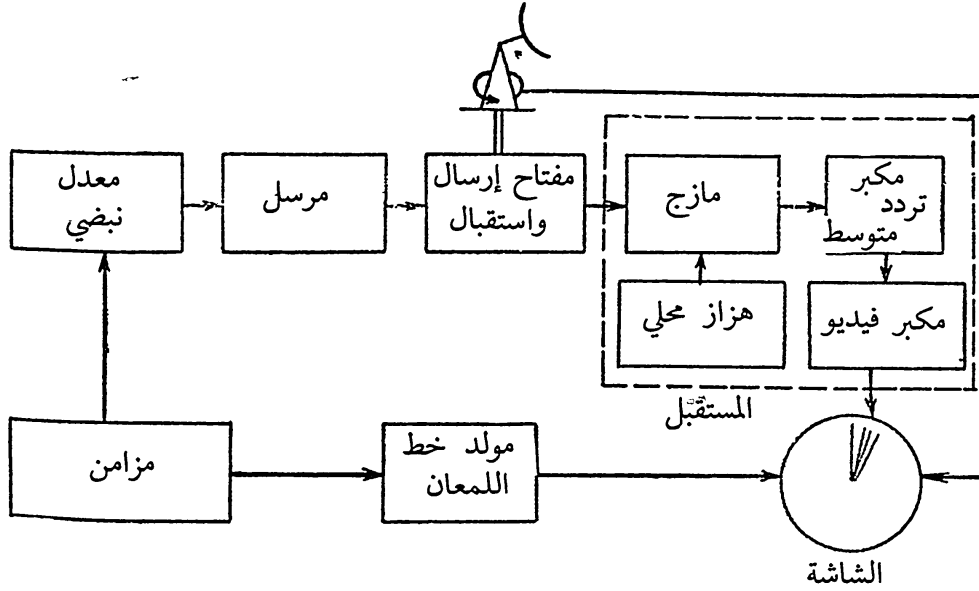 معدل
نبضي
مرسل
مفتاح إرسال
واستقبال
مازج
مكبر
تردد
متوسط
هزاز محلي
مكبر فيديو
المستقبل
مزامن
مولد خط
اللمعان
الشاشة